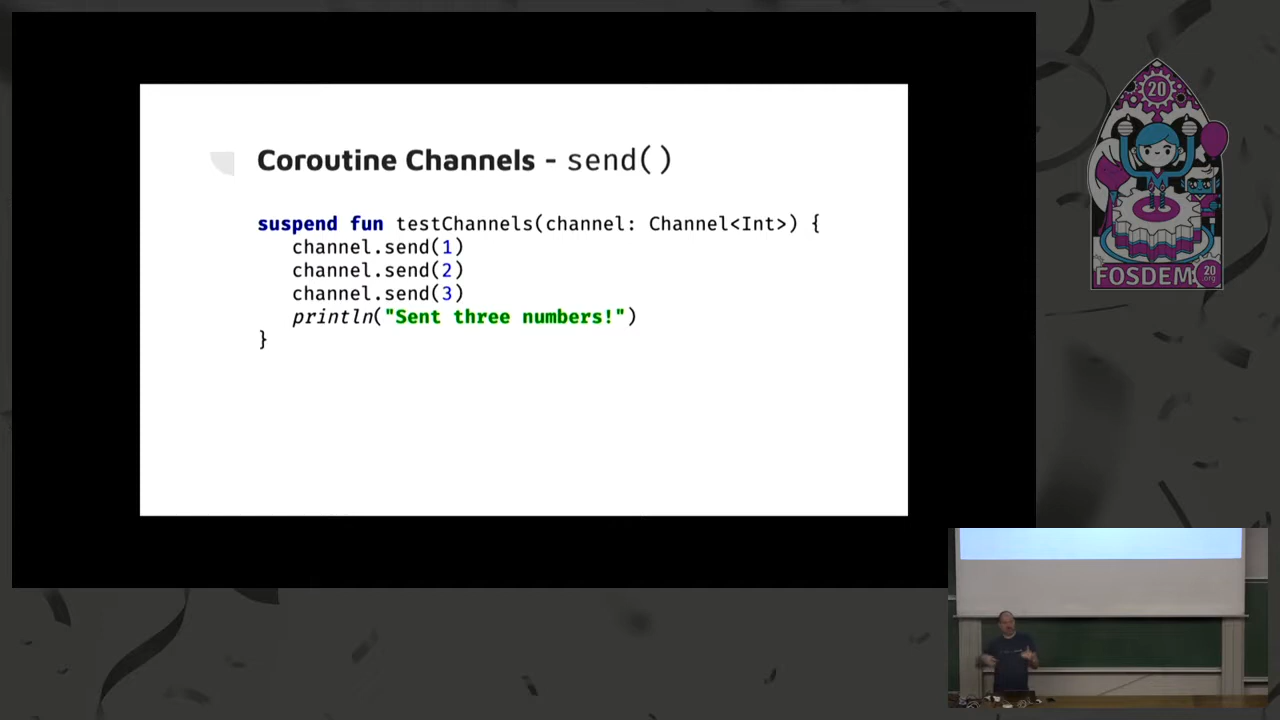 Coroutine Channels - send()
suspend fun testChannels(channel: Channel<Int>) {
channel.send(1)
channel.send(2)
channel.send(3)
println("Sent three numbers!")
}
20
FOSDEM
20
.org